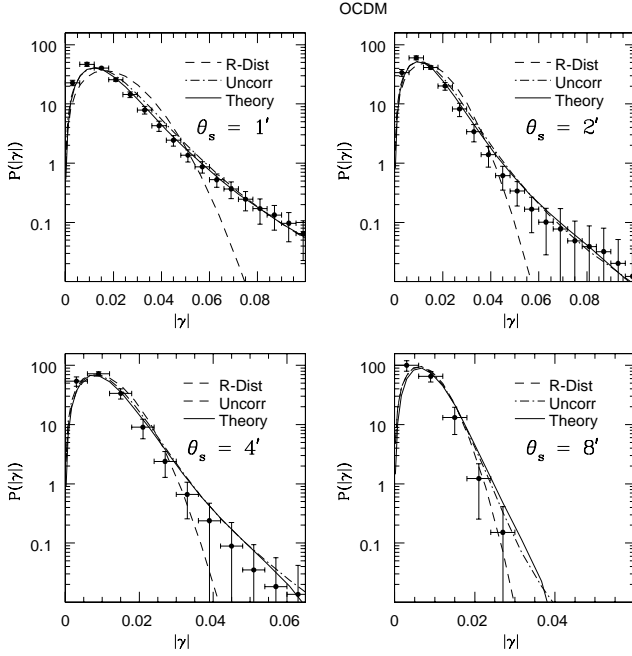 OCDM
100
10
1
0.1
P(|γ|)
R-Dist
Uncorr
Theory
θs = 1′
0 0.02 0.04 0.06 0.08
|γ|
100
10
1
0.1
P(|γ|)
R-Dist
Uncorr
Theory
θs = 2′
0 0.02 0.04 0.06 0.08
|γ|
100
10
1
0.1
P(|γ|)
R-Dist
Uncorr
Theory
θs = 4′
0 0.02 0.04 0.06
|γ|
100
10
1
0.1
P(|γ|)
R-Dist
Uncorr
Theory
θs = 8′
0 0.02 0.04
|γ|